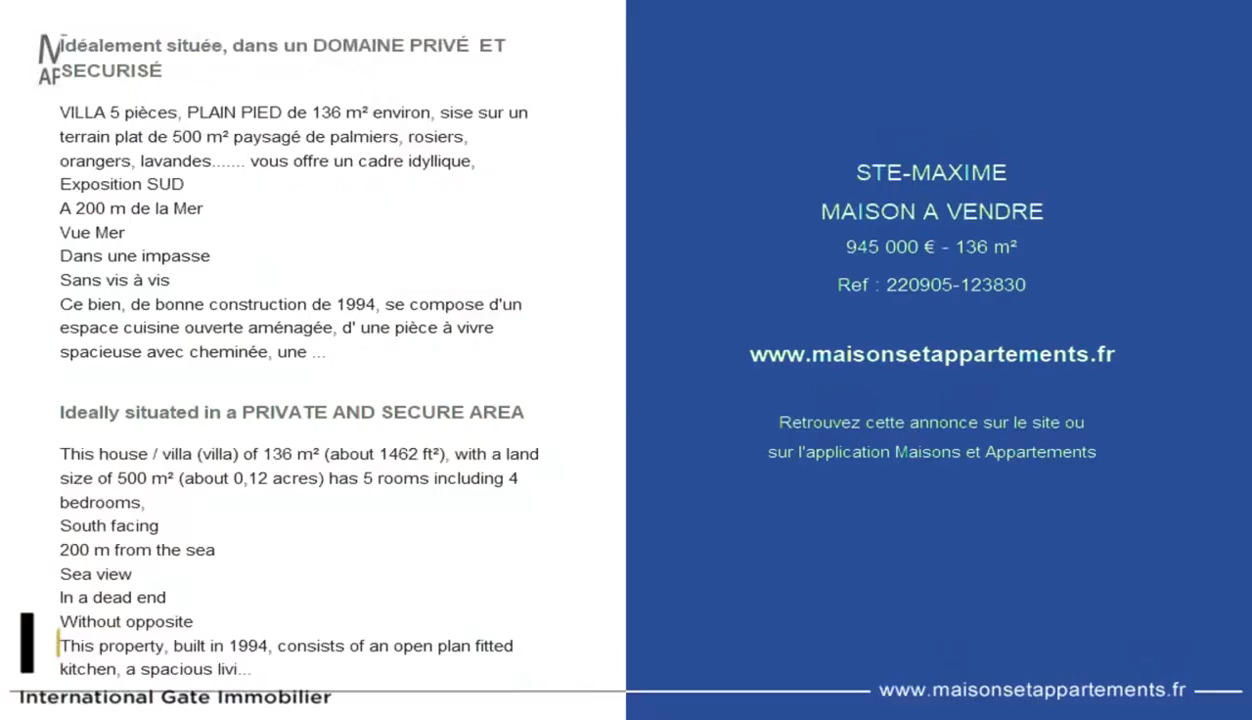 Idéalement située, dans un DOMAINE PRIVÉ ET
SECURISÉ
VILLA 5 pièces, PLAIN PIED de 136 m² environ, sise sur un
terrain plat de 500 m² paysagé de palmiers, rosiers,
orangers, lavandes....... vous offre un cadre idyllique,
Exposition SUD
A 200 m de la Mer
Vue Mer
Dans une impasse
Sans vis à vis
Ce bien, de bonne construction de 1994, se compose d'un
espace cuisine ouverte aménagée, d' une pièce à vivre
spacieuse avec cheminée, une ...
Ideally situated in a PRIVATE AND SECURE AREA
This house / villa (villa) of 136 m² (about 1462 ft²), with a land
size of 500 m² (about 0,12 acres) has 5 rooms including 4
bedrooms,
South facing
200 m from the sea
Sea view
In a dead end
Without opposite
This property, built in 1994, consists of an open plan fitted
kitchen, a spacious livi...
International Gate Immobilier
STE-MAXIME
MAISON A VENDRE
945 000 € - 136 m²
Ref : 220905-123830
www.maisonsetappartements.fr
Retrouvez cette annonce sur le site ou
sur l'application Maisons et Appartements
www.maisonsetappartements.fr